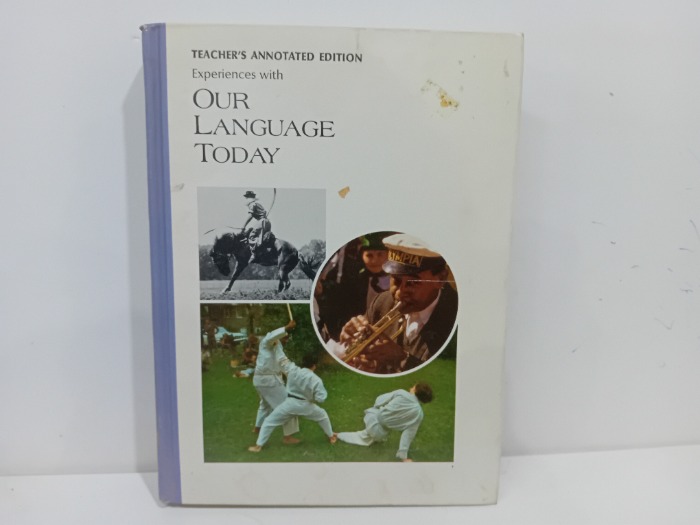 TEACHER'S ANNOTATED EDITION
Experiences with
OUR
LANGUAGE
TODAY